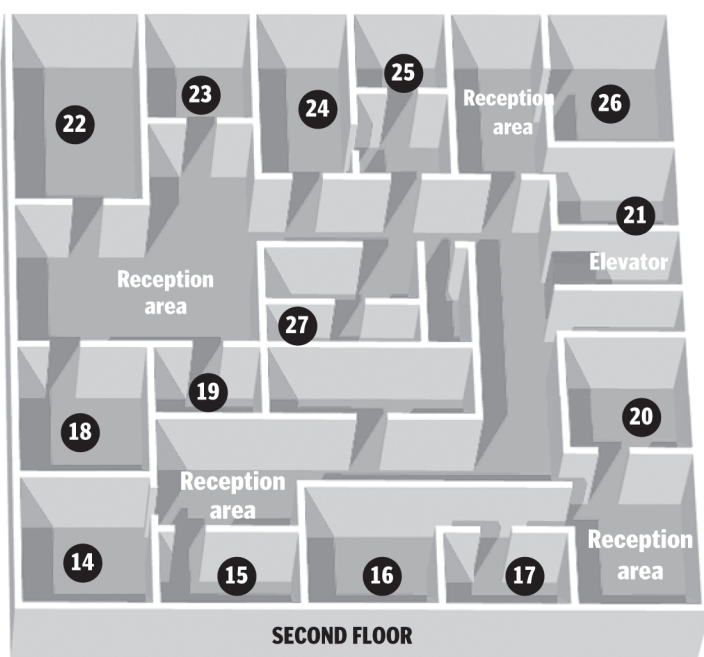 22
23
24
25
Reception
area
26
21
Elevator
Reception
area
27
18
19
20
Reception
area
14
15
16
17
Reception
area
SECOND FLOOR